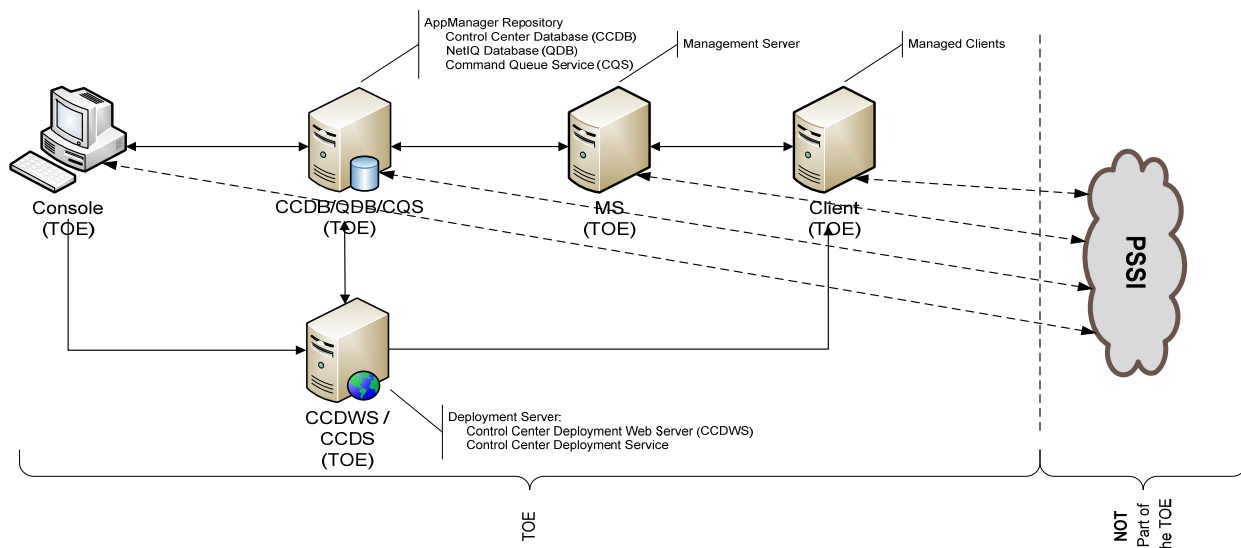 AppManager Repository
Control Center Database (CCDB)
NetIQ Database (QDB)
Command Queue Service (CQS)
Management Server
Managed Clients
Console
(TOE)
CCDB/QDB/CQS
(TOE)
MS
(TOE)
Client
(TOE)
PSSI
CCDWS /
CCDS
(TOE)
Deployment Server:
Control Center Deployment Web Server (CCDWS)
Control Center Deployment Service
TOE
NOT
Part of
he TOE